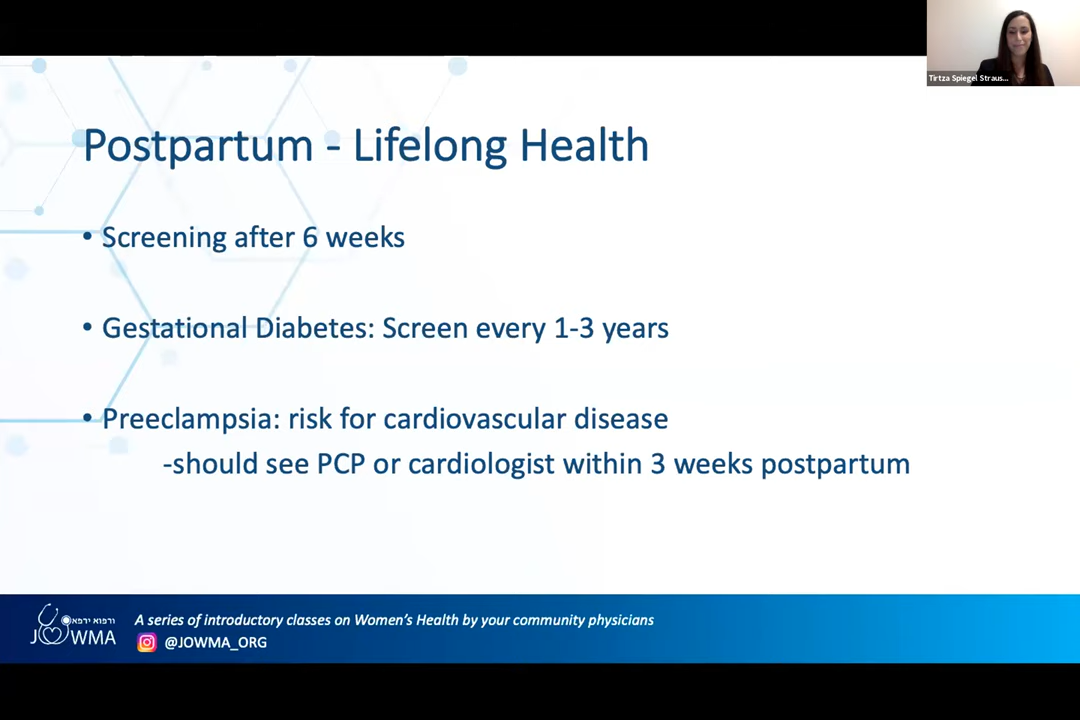 Tirtza Spiegel Straus...
Postpartum - Lifelong Health
• Screening after 6 weeks
• Gestational Diabetes: Screen every 1-3 years
• Preeclampsia: risk for cardiovascular disease
-should see PCP or cardiologist within 3 weeks postpartum
ורפוא ירפא
JOWMA
A series of introductory classes on Women's Health by your community physicians
@JOWMA_ORG